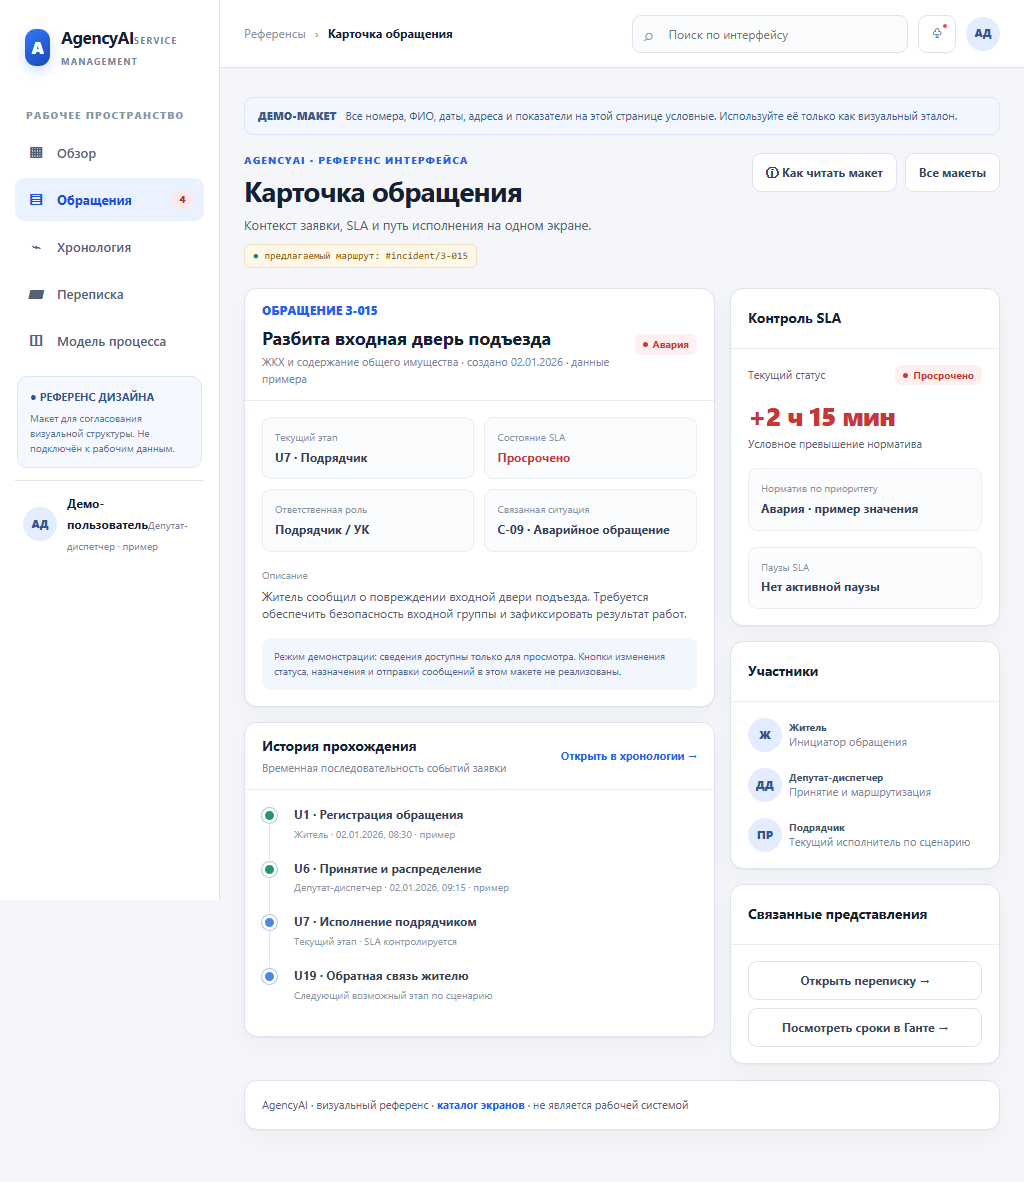 A
AgencyAI SERVICE
MANAGEMENT
РАБОЧЕЕ ПРОСТРАНСТВО
Обзор
Обращения 4
Хронология
Переписка
Модель процесса
● РЕФЕРЕНС ДИЗАЙНА
Макет для согласования
визуальной структуры. Не
подключён к рабочим данным.
АД
Демо-
пользовательДепутат-
диспетчер · пример
Референсы › Карточка обращения
Поиск по интерфейсу
АД
ДЕМО-МАКЕТ Все номера, ФИО, даты, адреса и показатели на этой странице условные. Используйте её только как визуальный эталон.
AGENCYAI · РЕФЕРЕНС ИНТЕРФЕЙСА
Карточка обращения
Контекст заявки, SLA и путь исполнения на одном экране.
● предлагаемый маршрут: #incident/3-015
ⓘ Как читать макет
Все макеты
ОБРАЩЕНИЕ 3-015
Разбита входная дверь подъезда
ЖКХ и содержание общего имущества · создано 02.01.2026 · данные
примера
● Авария
Текущий этап
U7 · Подрядчик
Состояние SLA
Просрочено
Ответственная роль
Подрядчик / УК
Связанная ситуация
C-09 · Аварийное обращение
Описание
Житель сообщил о повреждении входной двери подъезда. Требуется
обеспечить безопасность входной группы и зафиксировать результат работ.
Режим демонстрации: сведения доступны только для просмотра. Кнопки изменения
статуса, назначения и отправки сообщений в этом макете не реализованы.
История прохождения
Временная последовательность событий заявки
Открыть в хронологии →
U1 · Регистрация обращения
Житель · 02.01.2026, 08:30 · пример
U6 · Принятие и распределение
Депутат-диспетчер · 02.01.2026, 09:15 · пример
U7 · Исполнение подрядчиком
Текущий этап · SLA контролируется
U19 · Обратная связь жителю
Следующий возможный этап по сценарию
Контроль SLA
Текущий статус
● Просрочено
+2 ч 15 мин
Условное превышение норматива
Норматив по приоритету
Авария · пример значения
Паузы SLA
Нет активной паузы
Участники
Ж
Житель
Инициатор обращения
ДД
Депутат-диспетчер
Принятие и маршрутизация
ПР
Подрядчик
Текущий исполнитель по сценарию
Связанные представления
Открыть переписку →
Посмотреть сроки в Ганте →
AgencyAI · визуальный референс · каталог экранов · не является рабочей системой